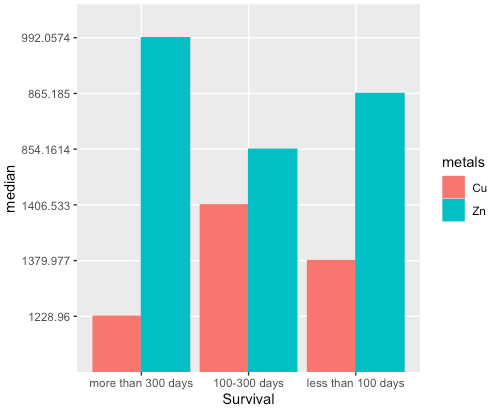 992.0574
865.185
854.1614
1406.533
1379.977
1228.96
median
more than 300 days 100-300 days less than 100 days
Survival
metals
Cu
Zn